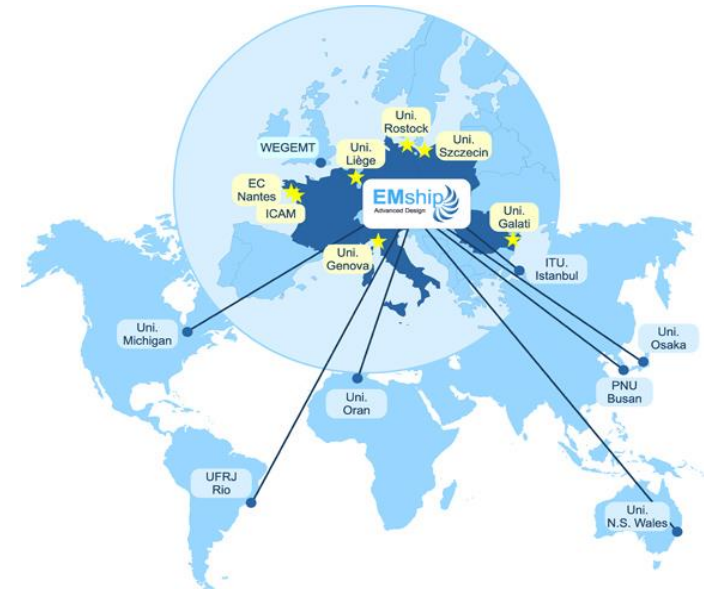 Uni.
Rostock
Uni.
Szczecin
WEGEMT
Uni.
Liège
EC
Nantes
ICAM
EMship
Advanced Design
Uni.
Galati
Uni.
Genova
ITU.
Istanbul
Uni.
Michigan
Uni.
Osaka
PNU
Busan
Uni.
Oran
UFRJ
Rio
Uni.
N.S. Wales